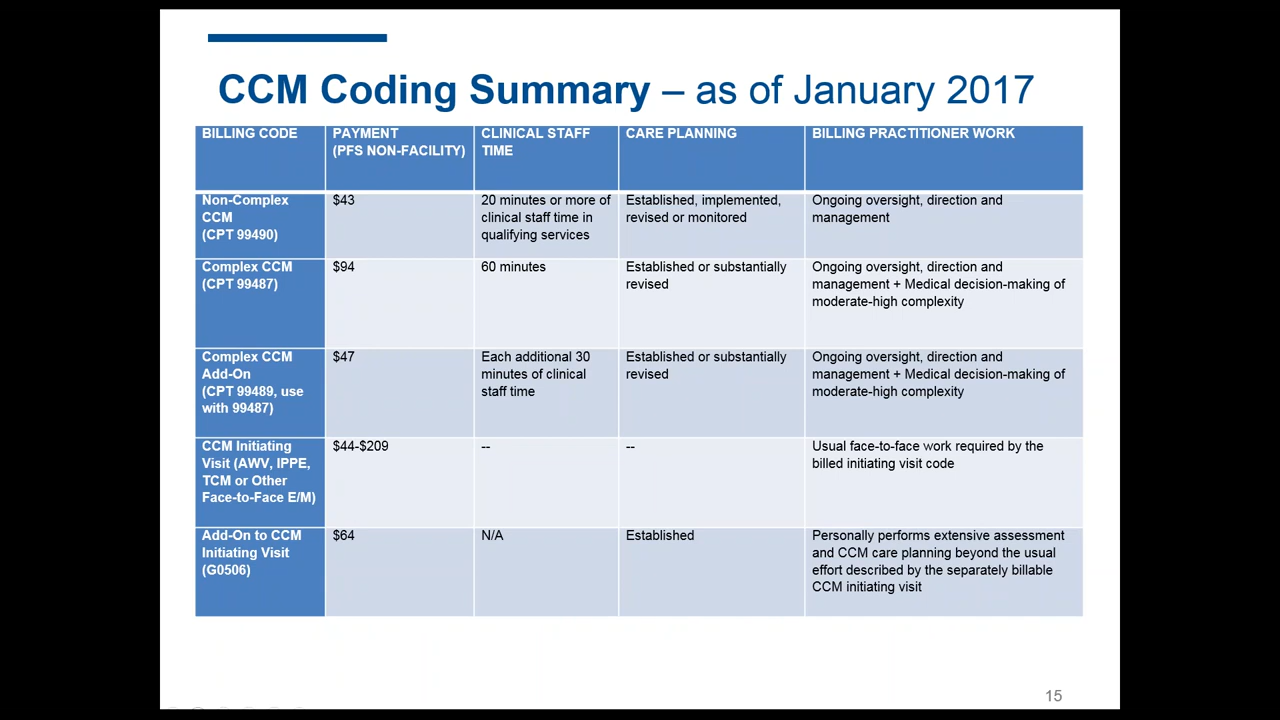 CCM Coding Summary – as of January 2017
BILLING CODE
PAYMENT
(PFS NON-FACILITY)
CLINICAL STAFF
TIME
CARE PLANNING
BILLING PRACTITIONER WORK
Non-Complex
CCM
(CPT 99490)
$43
20 minutes or more of
clinical staff time in
qualifying services
Established, implemented,
revised or monitored
Ongoing oversight, direction and
management
Complex CCM
(CPT 99487)
$94
60 minutes
Established or substantially
revised
Ongoing oversight, direction and
management + Medical decision-making of
moderate-high complexity
Complex CCM
Add-On
(CPT 99489, use
with 99487)
$47
Each additional 30
minutes of clinical
staff time
Established or substantially
revised
Ongoing oversight, direction and
management + Medical decision-making of
moderate-high complexity
CCM Initiating
Visit (AWV, IPPE,
TCM or Other
Face-to-Face E/M)
$44-$209
--
--
Usual face-to-face work required by the
billed initiating visit code
Add-On to CCM
Initiating Visit
(G0506)
$64
N/A
Established
Personally performs extensive assessment
and CCM care planning beyond the usual
effort described by the separately billable
CCM initiating visit
15